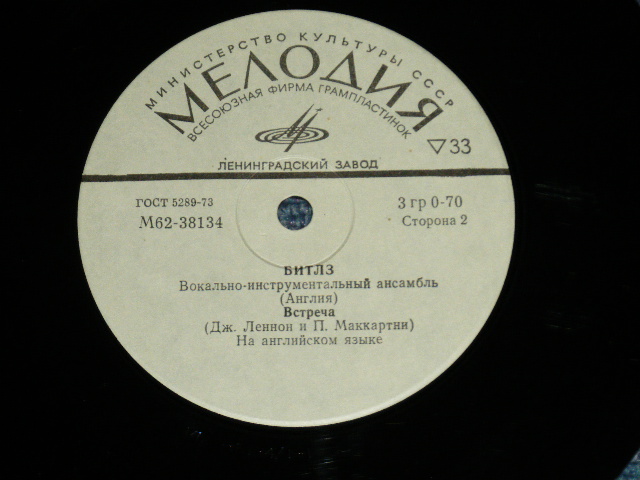 МИНИСТЕРСТВО КУЛЬТУРЫ СССР
МЕЛОДИЯ
ВСЕСОЮЗНАЯ ФИРМА ГРАМПЛАСТИНОК
33
ЛЕНИНГРАДСКИЙ ЗАВОД
ГОСТ 5289-73
3 гр 0-70
М62-38134
Сторона 2
БИТЛЗ
Вокально-инструментальный ансамбль
(Англия)
Встреча
(Дж. Леннон и П. Маккартни)
На английском языке